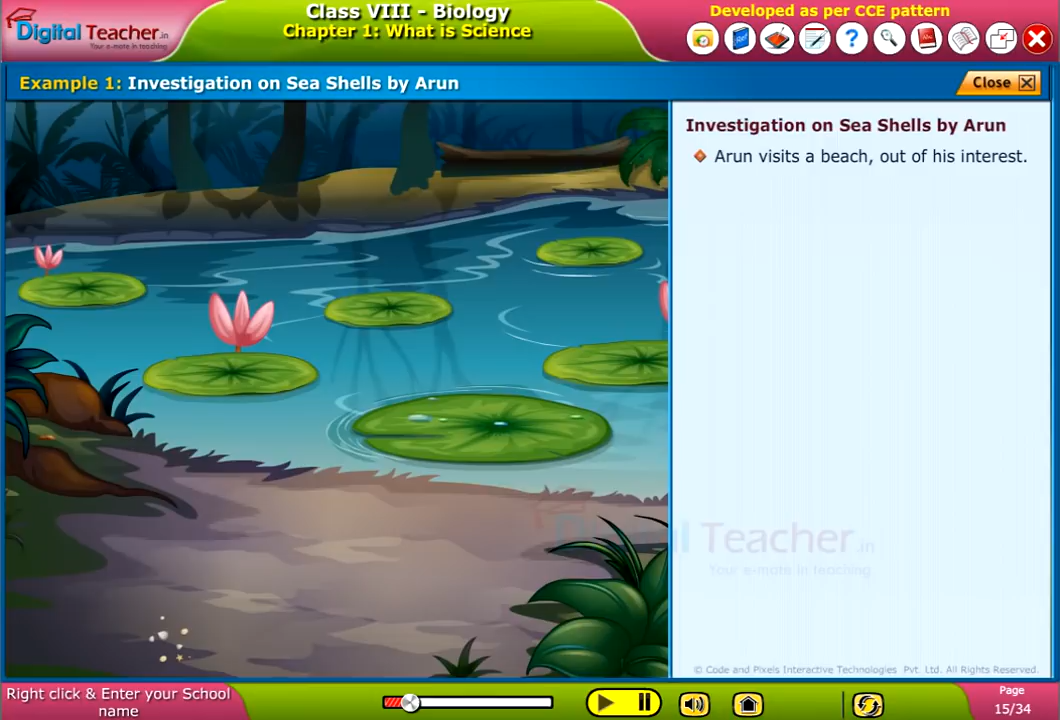 Digital Teacher.in
Your e-mate in teaching
Class VIII - Biology
Chapter 1: What is Science
Developed as per CCE pattern
Example 1: Investigation on Sea Shells by Arun
Close
Investigation on Sea Shells by Arun
Arun visits a beach, out of his interest.
Digital Teacher.in
Your e-mate in teaching
© Code and Pixels Interactive Technologies Pvt. Ltd. All Rights Reserved.
Right click & Enter your School
name
Page
15/34